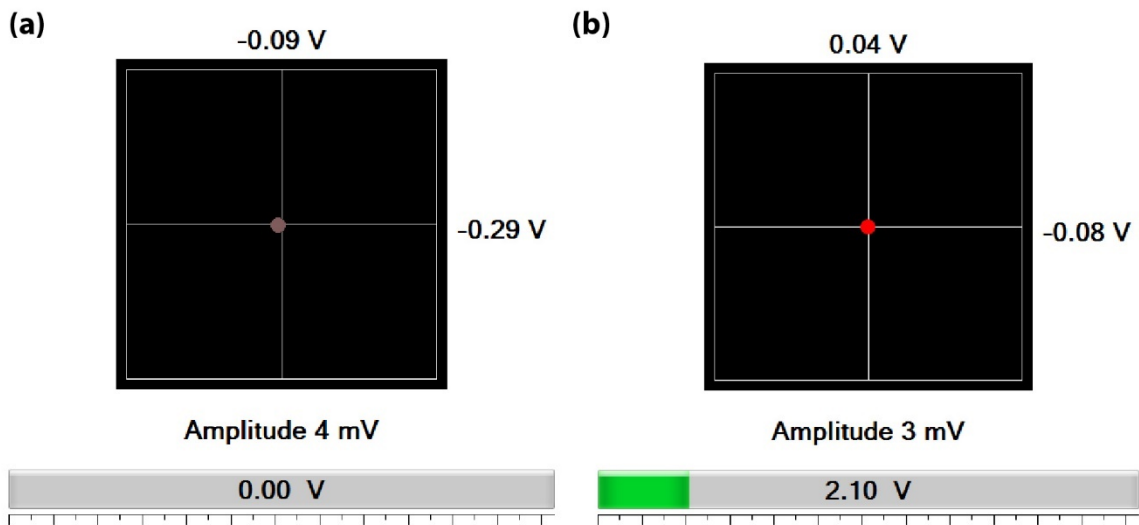 (a)
-0.09 V
-0.29 V
Amplitude 4 mV
0.00 V
(b)
0.04 V
-0.08 V
Amplitude 3 mV
2.10 V